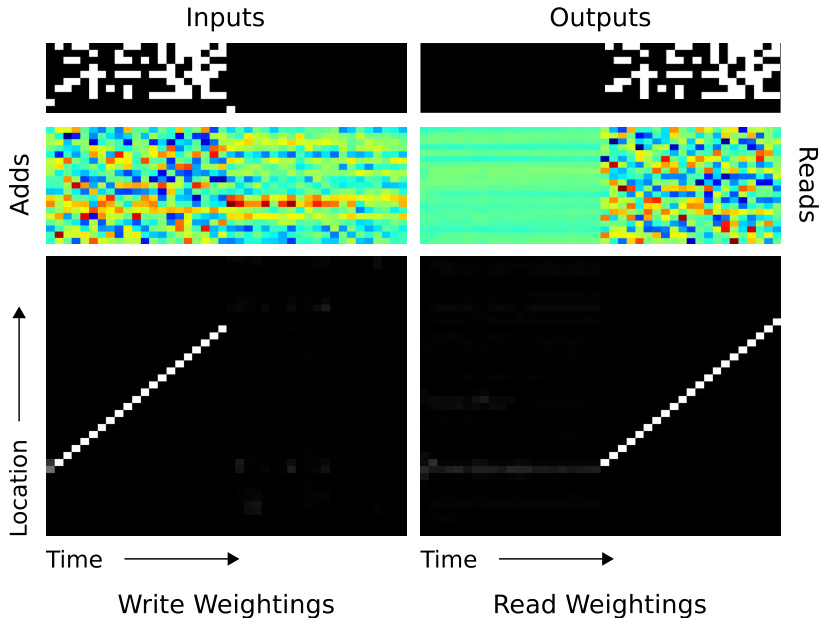 Inputs
Outputs
Adds
Reads
Location
Time
Time
Write Weightings
Read Weightings